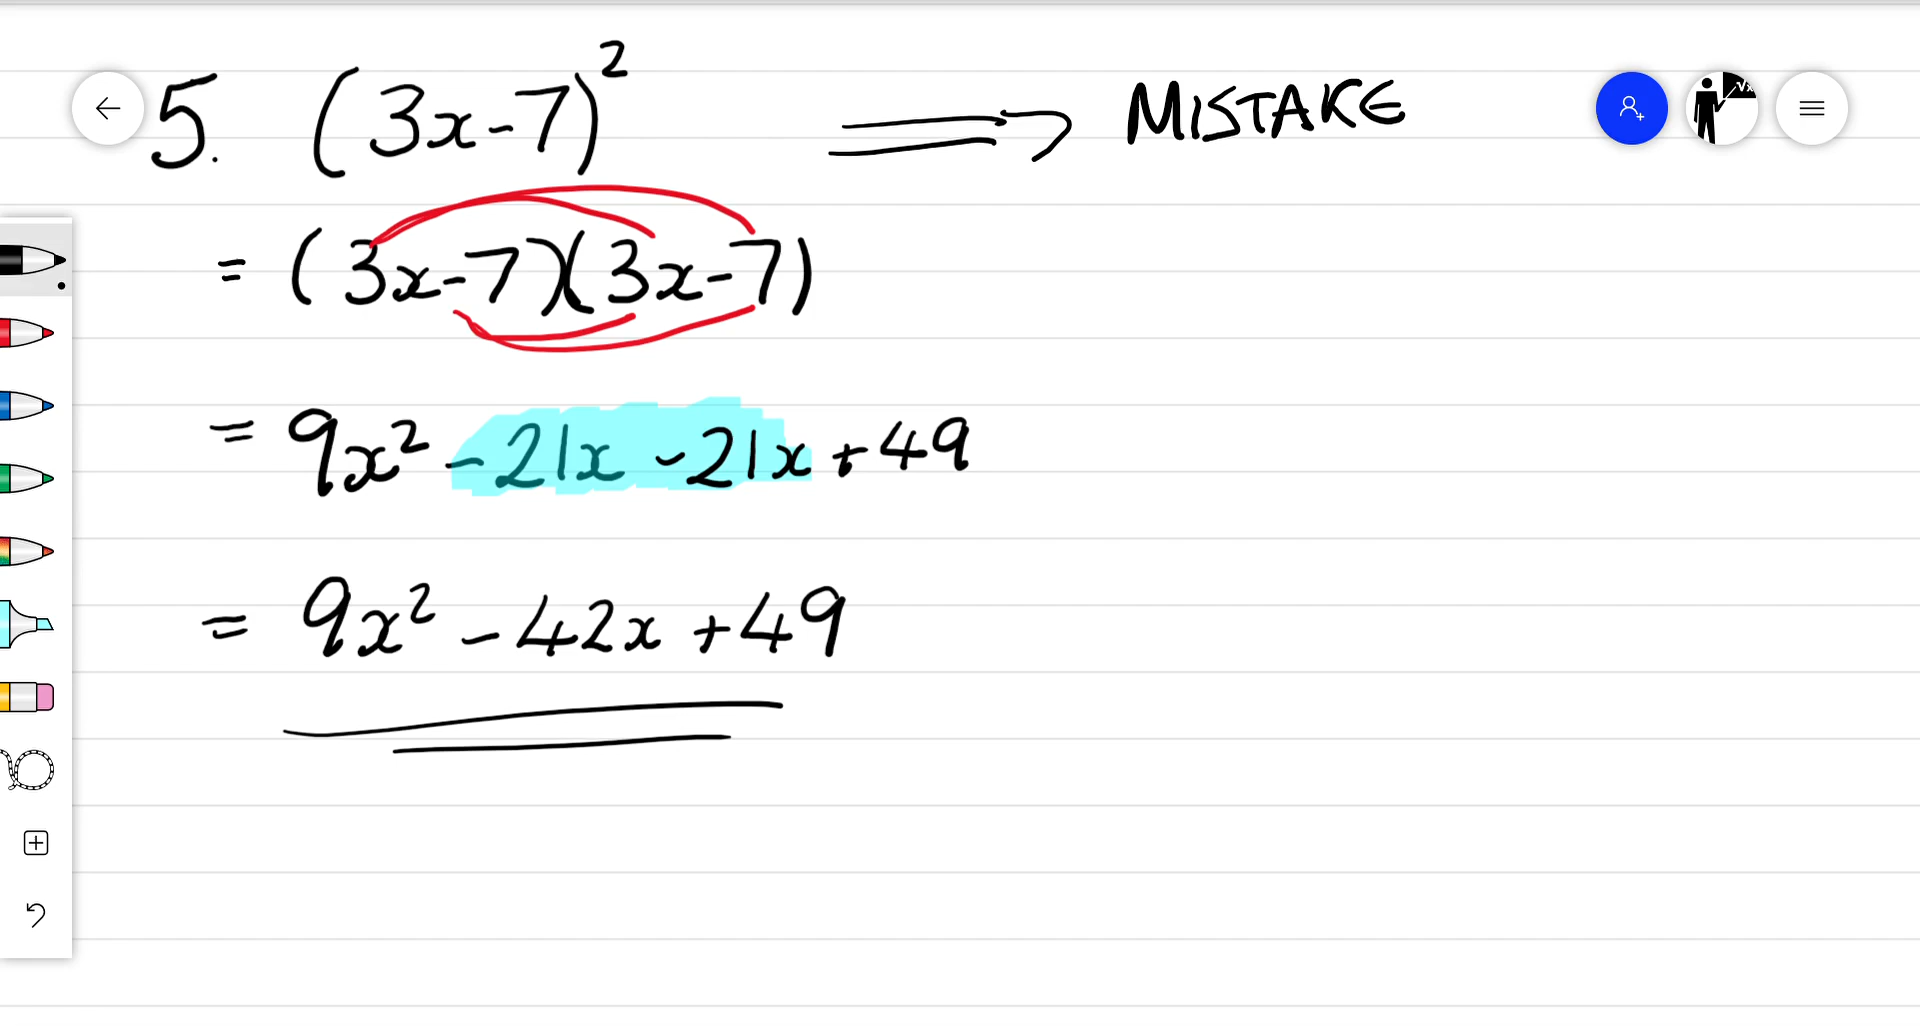 5. (3x-7)² ⟹ MISTAKE
= (3x-7)(3x-7)
= 9x² -21x -21x +49
= 9x² -42x +49